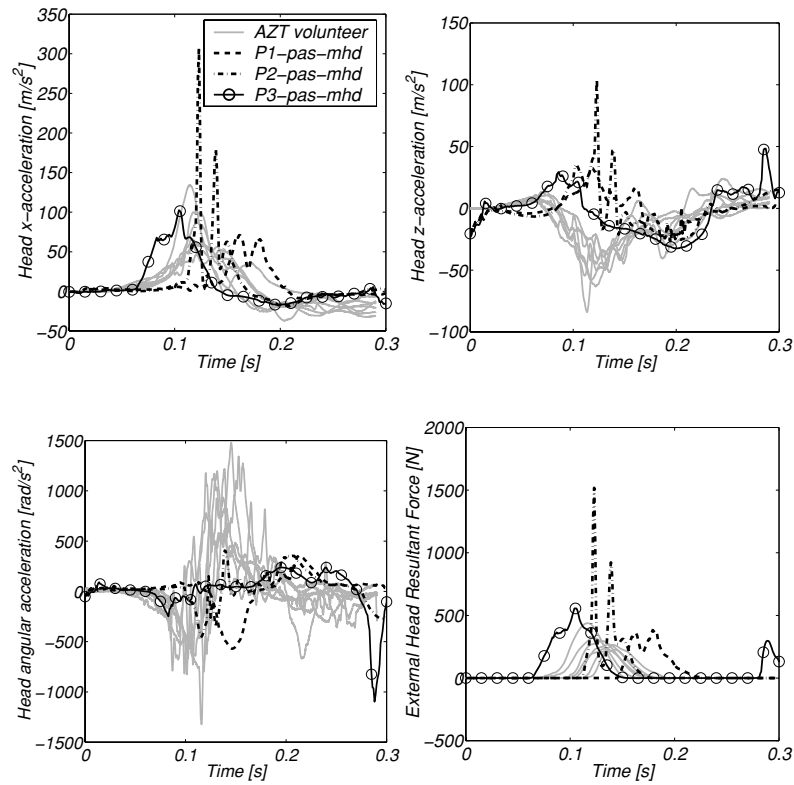 Head x−acceleration [m/s²]
350
300
250
200
150
100
50
0
−50
0 0.1 0.2 0.3
Time [s]
AZT volunteer
P1−pas−mhd
P2−pas−mhd
P3−pas−mhd
Head z−acceleration [m/s²]
150
100
50
0
−50
−100
0 0.1 0.2 0.3
Time [s]
Head angular acceleration [rad/s²]
1500
1000
500
0
−500
−1000
−1500
0 0.1 0.2 0.3
Time [s]
External Head Resultant Force [N]
2000
1500
1000
500
0
−500
0 0.1 0.2 0.3
Time [s]